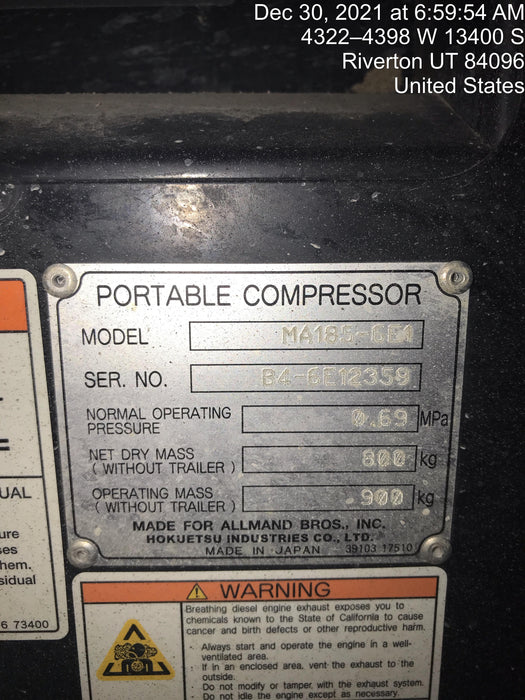 Dec 30, 2021 at 6:59:54 AM
4322–4398 W 13400 S
Riverton UT 84096
United States
PORTABLE COMPRESSOR
MODEL MA185-6E1
SER. NO. B4-6E12359
NORMAL OPERATING
PRESSURE 0.69 MPa
NET DRY MASS
( WITHOUT TRAILER ) 800 kg
OPERATING MASS
( WITHOUT TRAILER ) 900 kg
MADE FOR ALLMAND BROS., INC.
HOKUETSU INDUSTRIES CO., LTD.
MADE IN JAPAN 39103 17510
UAL
ure
ses
hem.
sidual
6 73400
WARNING
Breathing diesel engine exhaust exposes you to
chemicals known to the State of California to cause
cancer and birth defects or other reproductive harm.
· Always start and operate the engine in a well-
ventilated area.
· If in an enclosed area, vent the exhaust to the
outside.
· Do not modify or tamper with the exhaust system.
· Do not idle the engine except as necessary.